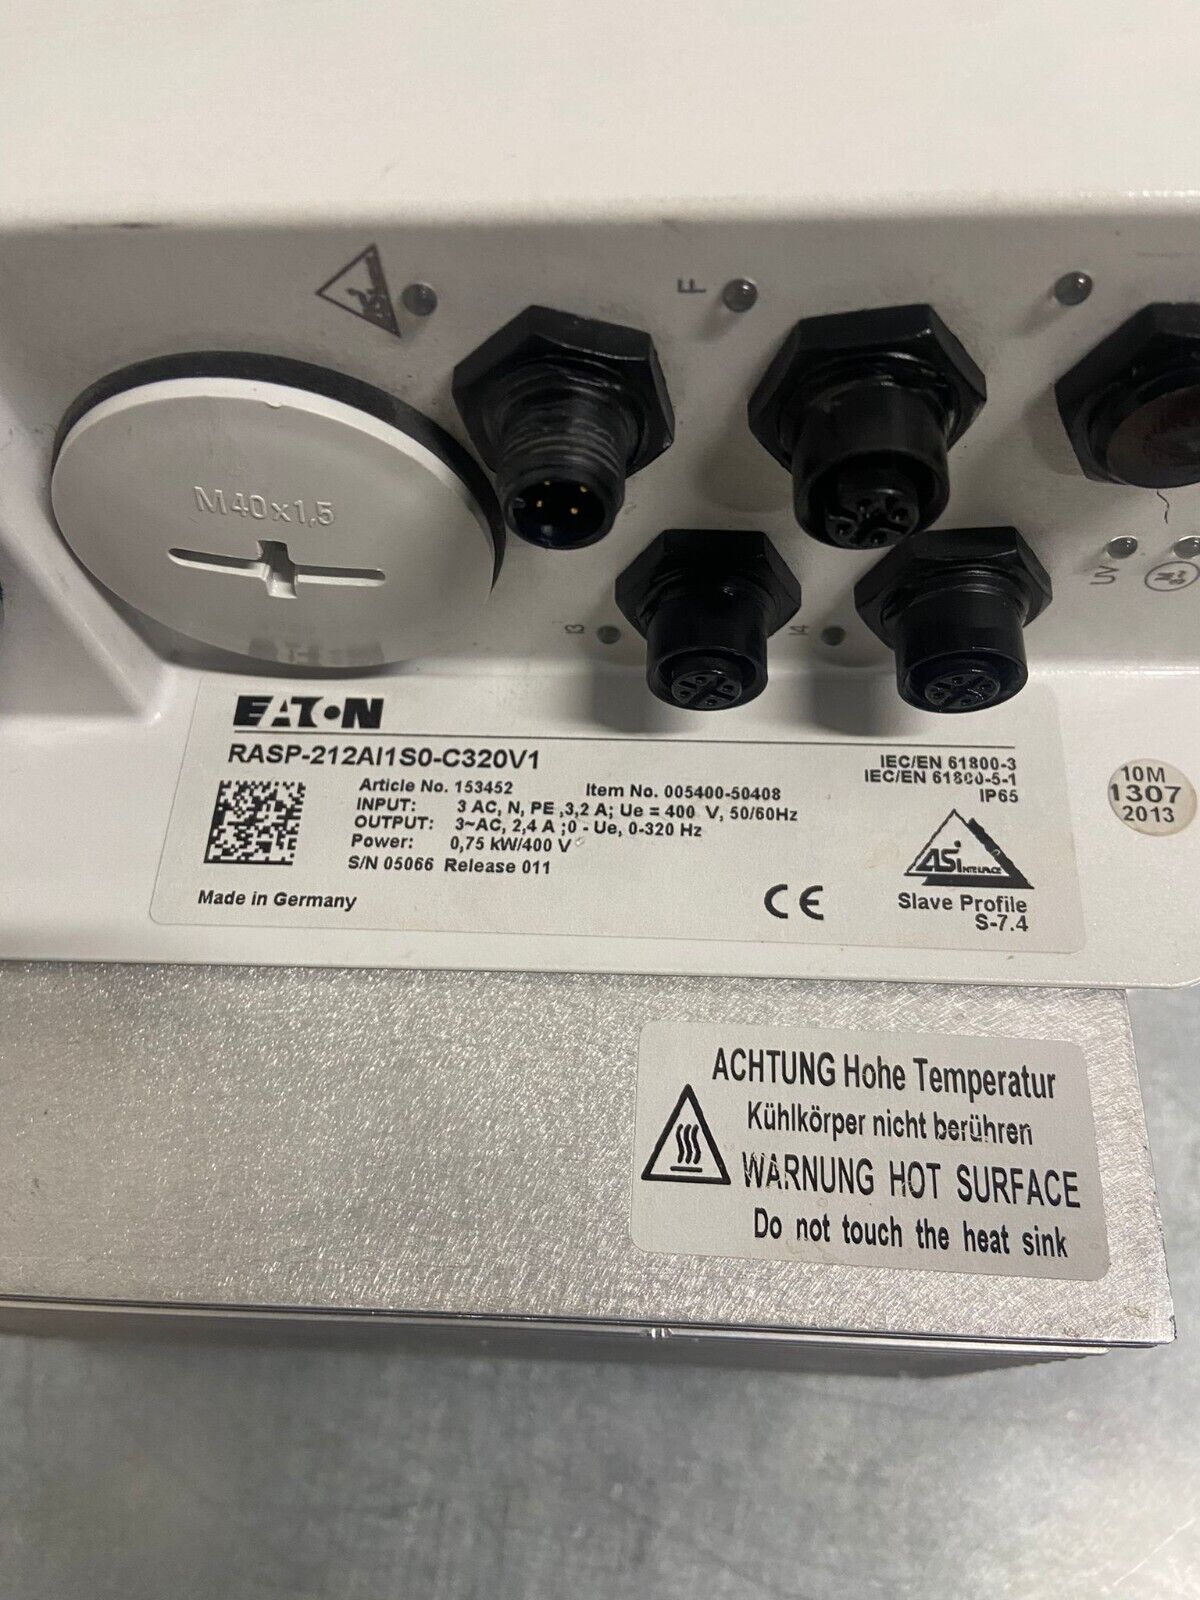 F
M40x1,5
UV
I3
I4
EATON
RASP-212AI1S0-C320V1
IEC/EN 61800-3
IEC/EN 61800-5-1
IP65
Article No. 153452 Item No. 005400-50408
INPUT: 3 AC, N, PE ,3,2 A; Ue = 400 V, 50/60Hz
OUTPUT: 3~AC, 2,4 A ;0 - Ue, 0-320 Hz
Power: 0,75 kW/400 V
S/N 05066 Release 011
Made in Germany
CE
ASi
INTERFACE
Slave Profile
S-7.4
10M
1307
2013
ACHTUNG Hohe Temperatur
Kühlkörper nicht berühren
WARNUNG HOT SURFACE
Do not touch the heat sink